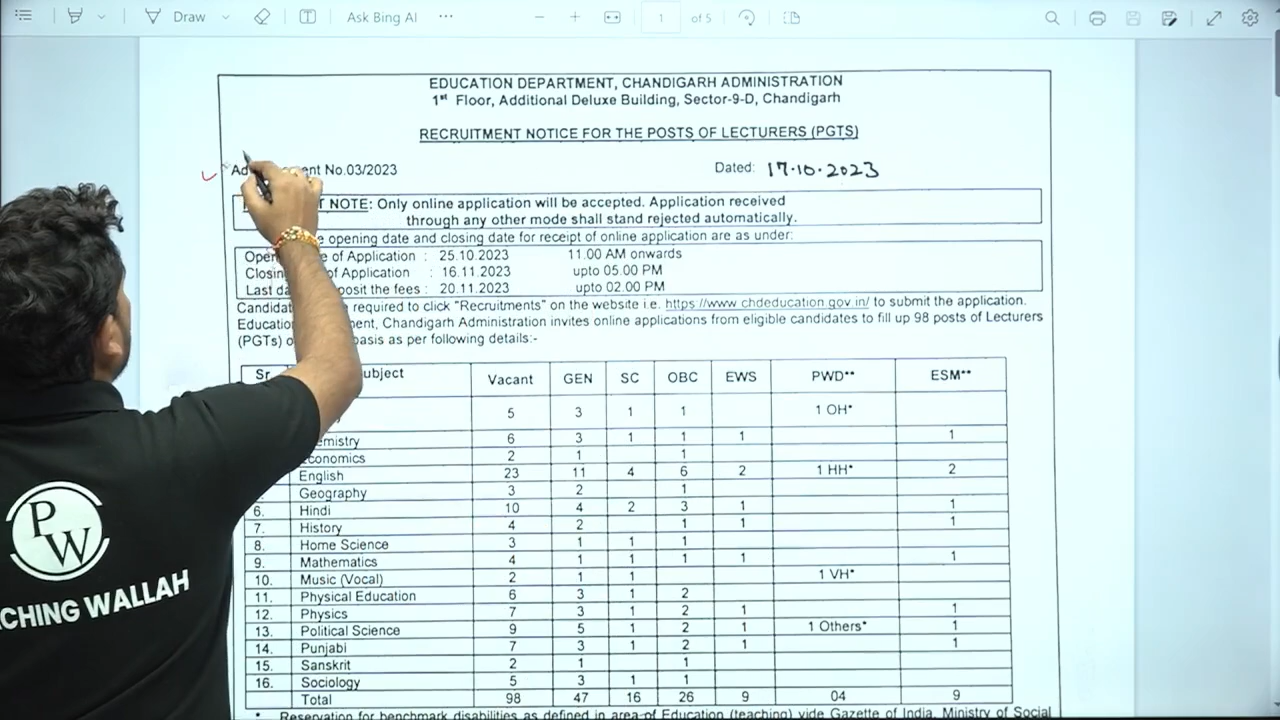 Draw
Ask Bing AI
1 of 5
EDUCATION DEPARTMENT, CHANDIGARH ADMINISTRATION
1st Floor, Additional Deluxe Building, Sector-9-D, Chandigarh
RECRUITMENT NOTICE FOR THE POSTS OF LECTURERS (PGTS)
No.03/2023 Dated: 17.10.2023
NOTE: Only online application will be accepted. Application received
through any other mode shall stand rejected automatically.
opening date and closing date for receipt of online application are as under:
of Application : 25.10.2023 11.00 AM onwards
of Application : 16.11.2023 upto 05.00 PM
the fees : 20.11.2023 upto 02.00 PM
required to click "Recruitments" on the website i.e. https://www.chdeducation.gov.in/ to submit the application.
Chandigarh Administration invites online applications from eligible candidates to fill up 98 posts of Lecturers
(PGTs) as per following details:-
Sr. Vacant GEN SC OBC EWS PWD** ESM**
5 3 1 1 1 OH*
6 3 1 1 1 1
2 1 1
English 23 11 4 6 2 1 HH* 2
Geography 3 2 1
6. Hindi 10 4 2 3 1 1
7. History 4 2 1 1 1
8. Home Science 3 1 1 1
9. Mathematics 4 1 1 1 1 1
10. Music (Vocal) 2 1 1 1 VH*
11. Physical Education 6 3 1 2
12. Physics 7 3 1 2 1 1
13. Political Science 9 5 1 2 1 1 Others* 1
14. Punjabi 7 3 1 2 1 1
15. Sanskrit 2 1 1
16. Sociology 5 3 1 1
Total 98 47 16 26 9 04 9
* Reservation for benchmark disabilities as defined in area of Education (teaching) vide Gazette of India, Ministry of Social
PW
WALLAH